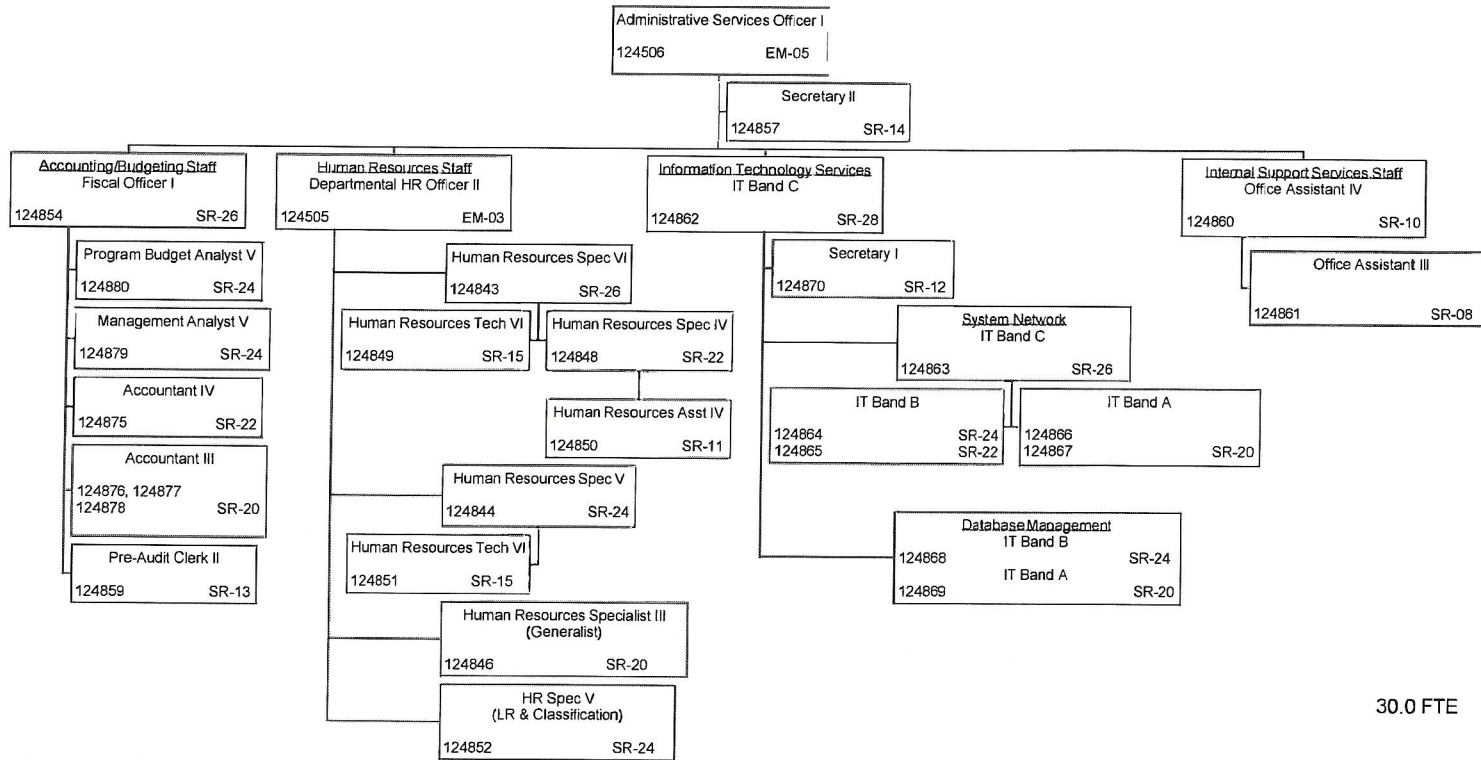 Administrative Services Officer I
124506 EM-05
Secretary II
124857 SR-14
Accounting/Budgeting Staff
Fiscal Officer I
124854 SR-26
Program Budget Analyst V
124880 SR-24
Management Analyst V
124879 SR-24
Accountant IV
124875 SR-22
Accountant III
124876, 124877
124878 SR-20
Pre-Audit Clerk II
124859 SR-13
Human Resources Staff
Departmental HR Officer II
124505 EM-03
Human Resources Spec VI
124843 SR-26
Human Resources Tech VI
124849 SR-15
Human Resources Spec IV
124848 SR-22
Human Resources Asst IV
124850 SR-11
Human Resources Spec V
124844 SR-24
Human Resources Tech VI
124851 SR-15
Human Resources Specialist III
(Generalist)
124846 SR-20
HR Spec V
(LR & Classification)
124852 SR-24
Information Technology Services
IT Band C
124862 SR-28
Secretary I
124870 SR-12
System Network
IT Band C
124863 SR-26
IT Band B
124864 SR-24
124865 SR-22
IT Band A
124866
124867 SR-20
Database Management
IT Band B
124868 SR-24
IT Band A
124869 SR-20
Internal Support Services Staff
Office Assistant IV
124860 SR-10
Office Assistant III
124861 SR-08
30.0 FTE